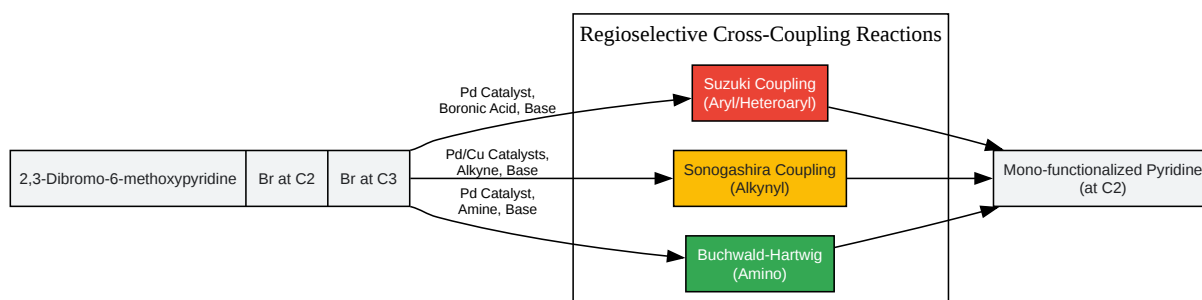 Regioselective Cross-Coupling Reactions
2,3-Dibromo-6-methoxypyridine
Br at C2
Br at C3
Pd Catalyst,
Boronic Acid, Base
Pd/Cu Catalysts,
Alkyne, Base
Pd Catalyst,
Amine, Base
Suzuki Coupling
(Aryl/Heteroaryl)
Sonogashira Coupling
(Alkynyl)
Buchwald-Hartwig
(Amino)
Mono-functionalized Pyridine
(at C2)